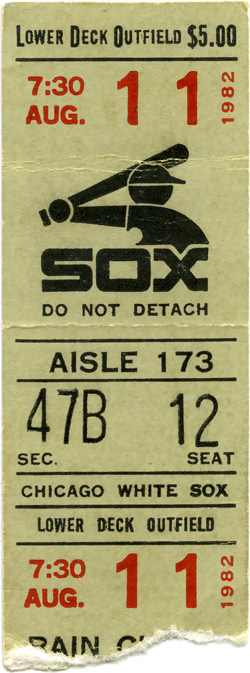 LOWER DECK OUTFIELD $5.00
7:30
AUG. 11 1982
SOX
DO NOT DETACH
AISLE 173
47B 12
SEC. SEAT
CHICAGO WHITE SOX
LOWER DECK OUTFIELD
7:30
AUG. 11 1982
RAIN